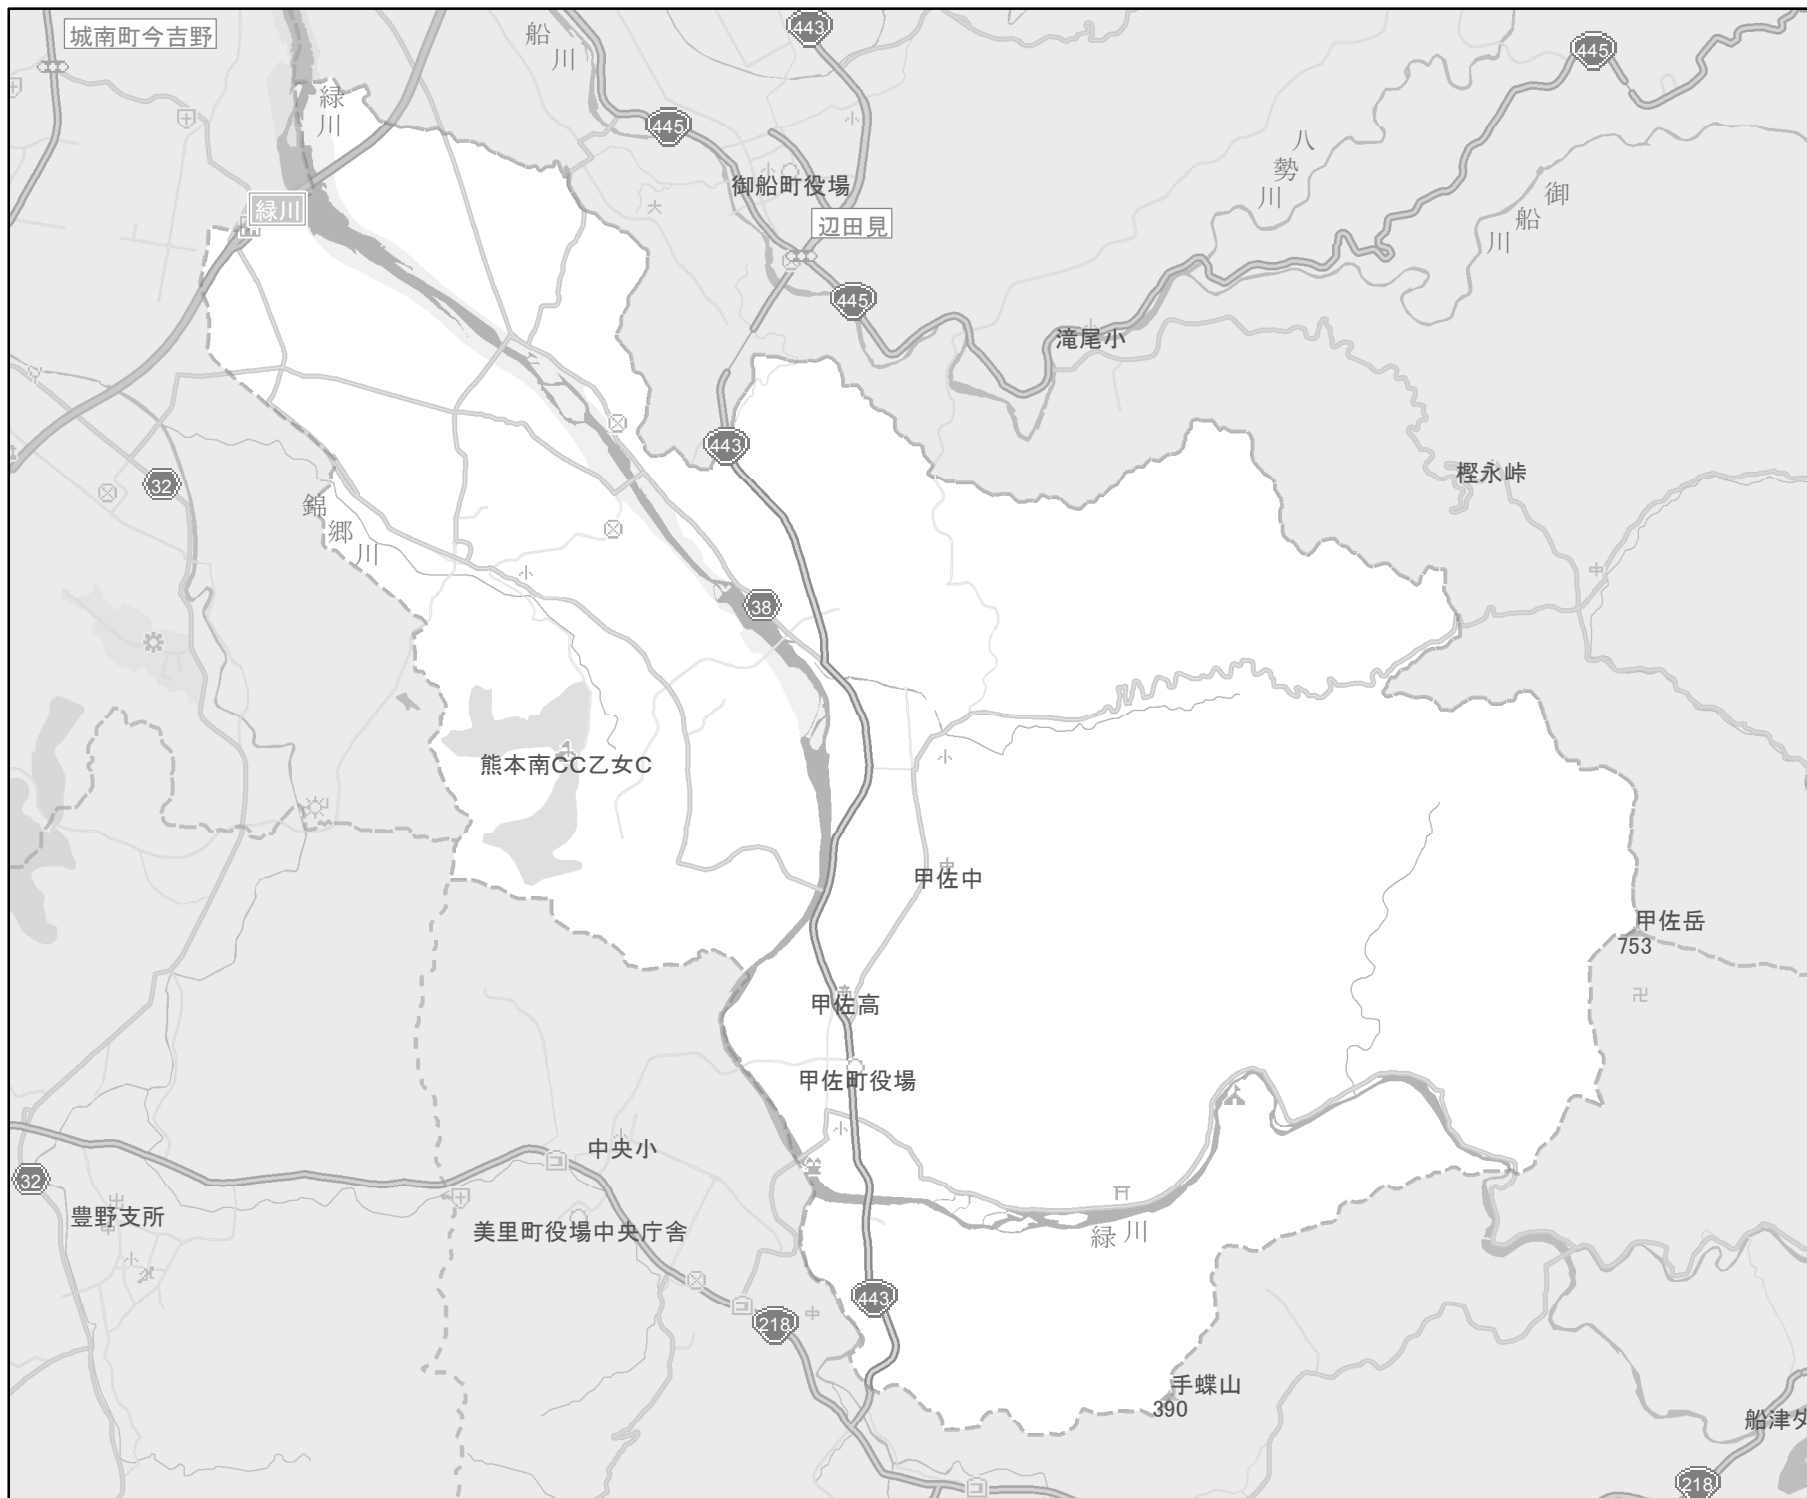 城南町今吉野
船川
443
445
緑川
445
八勢川
御船町役場
御船川
緑川
辺田見
445
滝尾小
443
樫永峠
32
錦郷川
38
熊本南CC乙女C
甲佐中
甲佐岳
753
甲佐高
甲佐町役場
中央小
32
豊野支所
美里町役場中央庁舎
緑川
443
218
手蝶山
390
船津ダ
218